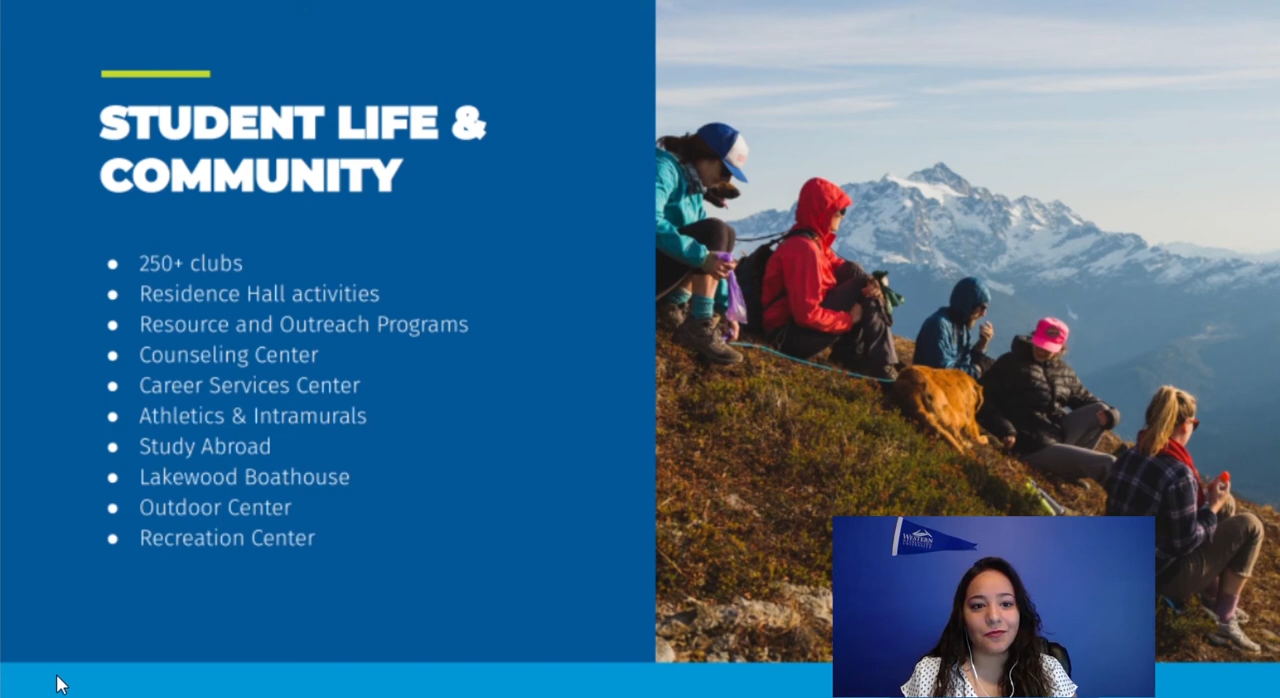 STUDENT LIFE &
COMMUNITY
250+ clubs
Residence Hall activities
Resource and Outreach Programs
Counseling Center
Career Services Center
Athletics & Intramurals
Study Abroad
Lakewood Boathouse
Outdoor Center
Recreation Center
WESTERN